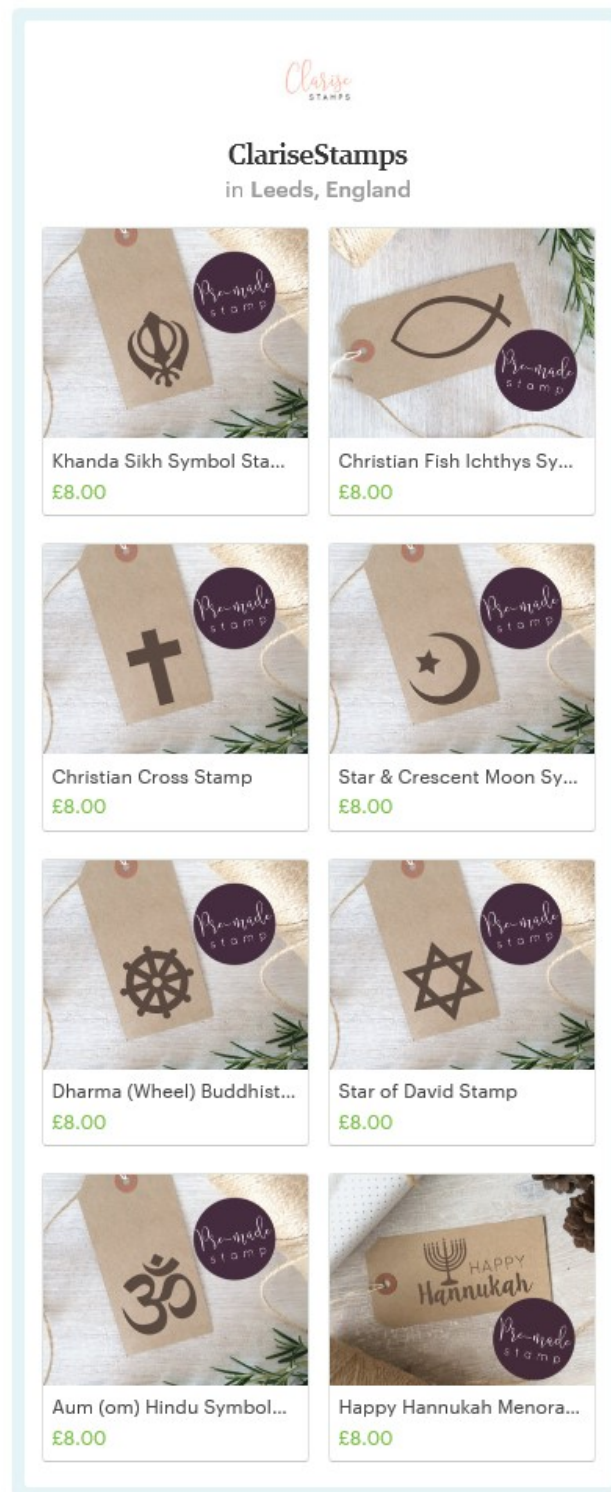 Clarise
STAMPS
ClariseStamps
in Leeds, England
Pre-made
stamp
Khanda Sikh Symbol Sta...
£8.00
Pre-made
stamp
Christian Fish Ichthys Sy...
£8.00
Pre-made
stamp
Christian Cross Stamp
£8.00
Pre-made
stamp
Star & Crescent Moon Sy...
£8.00
Pre-made
stamp
Dharma (Wheel) Buddhist...
£8.00
Pre-made
stamp
Star of David Stamp
£8.00
Pre-made
stamp
Aum (om) Hindu Symbol...
£8.00
HAPPY
Hannukah
Pre-made
stamp
Happy Hannukah Menora...
£8.00